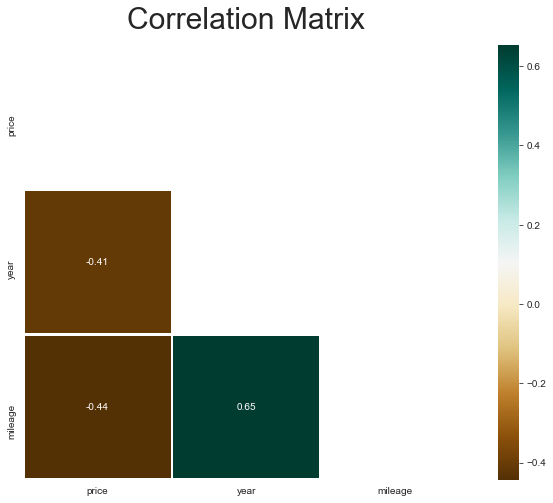 Correlation Matrix
price
year
mileage
-0.41
-0.44
0.65
price
year
mileage
0.6
0.4
0.2
0.0
−0.2
−0.4